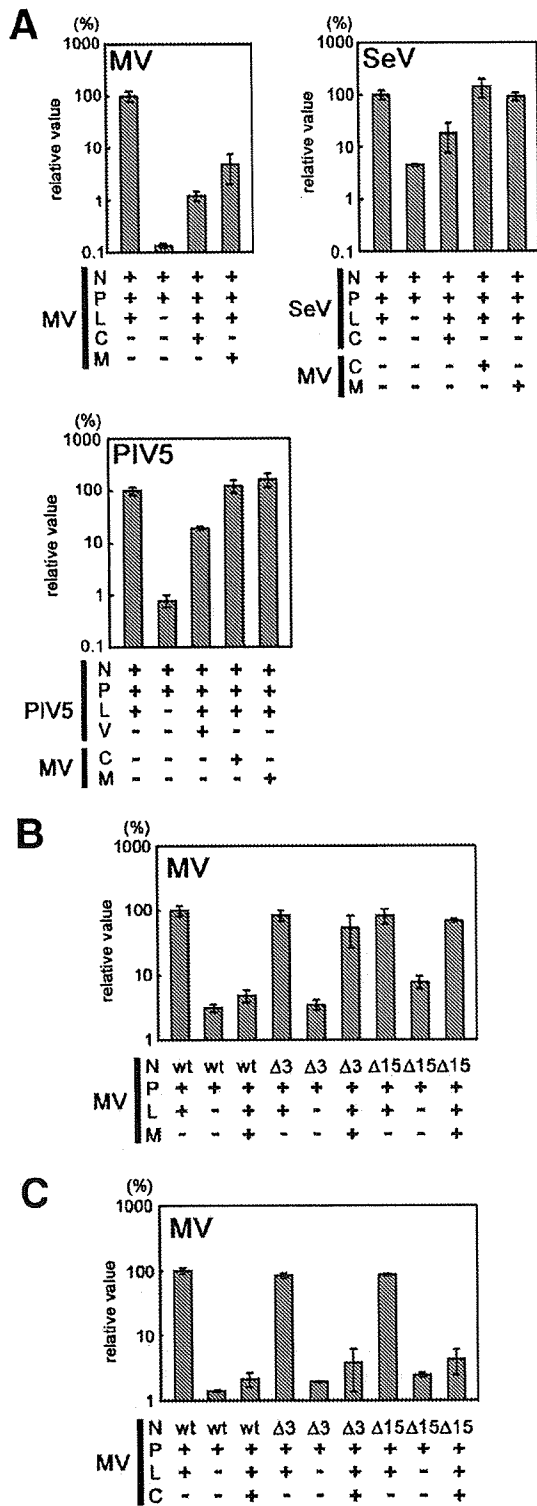 A
(%)
1000
100
10
1
0.1
relative value
MV
N + + + +
P + + + +
L + - + +
C - - + -
M - - - +
MV
(%)
1000
100
10
1
0.1
relative value
SeV
N + + + + +
P + + + + +
L + - + + +
C - - + - -
SeV
C - - - + -
M - - - - +
MV
(%)
1000
100
10
1
0.1
relative value
PIV5
N + + + + +
P + + + + +
L + - + + +
V - - + - -
PIV5
C - - - + -
M - - - - +
MV
B
(%)
1000
100
10
1
relative value
MV
N wt wt wt Δ3 Δ3 Δ3 Δ15 Δ15 Δ15
P + + + + + + + + +
L + - + + - + + - +
M - - + - - + - - +
MV
C
(%)
1000
100
10
1
relative value
MV
N wt wt wt Δ3 Δ3 Δ3 Δ15 Δ15 Δ15
P + + + + + + + + +
L + - + + - + + - +
C - - + - - + - - +
MV